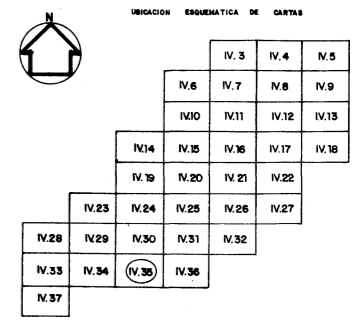 UBICACION ESQUEMATICA DE CARTAS
N
IV. 3 IV. 4 IV. 5
IV.6 IV. 7 IV.8 IV. 9
IV.10 IV.11 IV.12 IV.13
IV.14 IV.15 IV.16 IV.17 IV.18
IV. 19 IV. 20 IV. 21 IV.22
IV.23 IV.24 IV.25 IV.26 IV.27
IV.28 IV.29 IV.30 IV.31 IV.32
IV.33 IV.34 IV.35 IV.36
IV.37